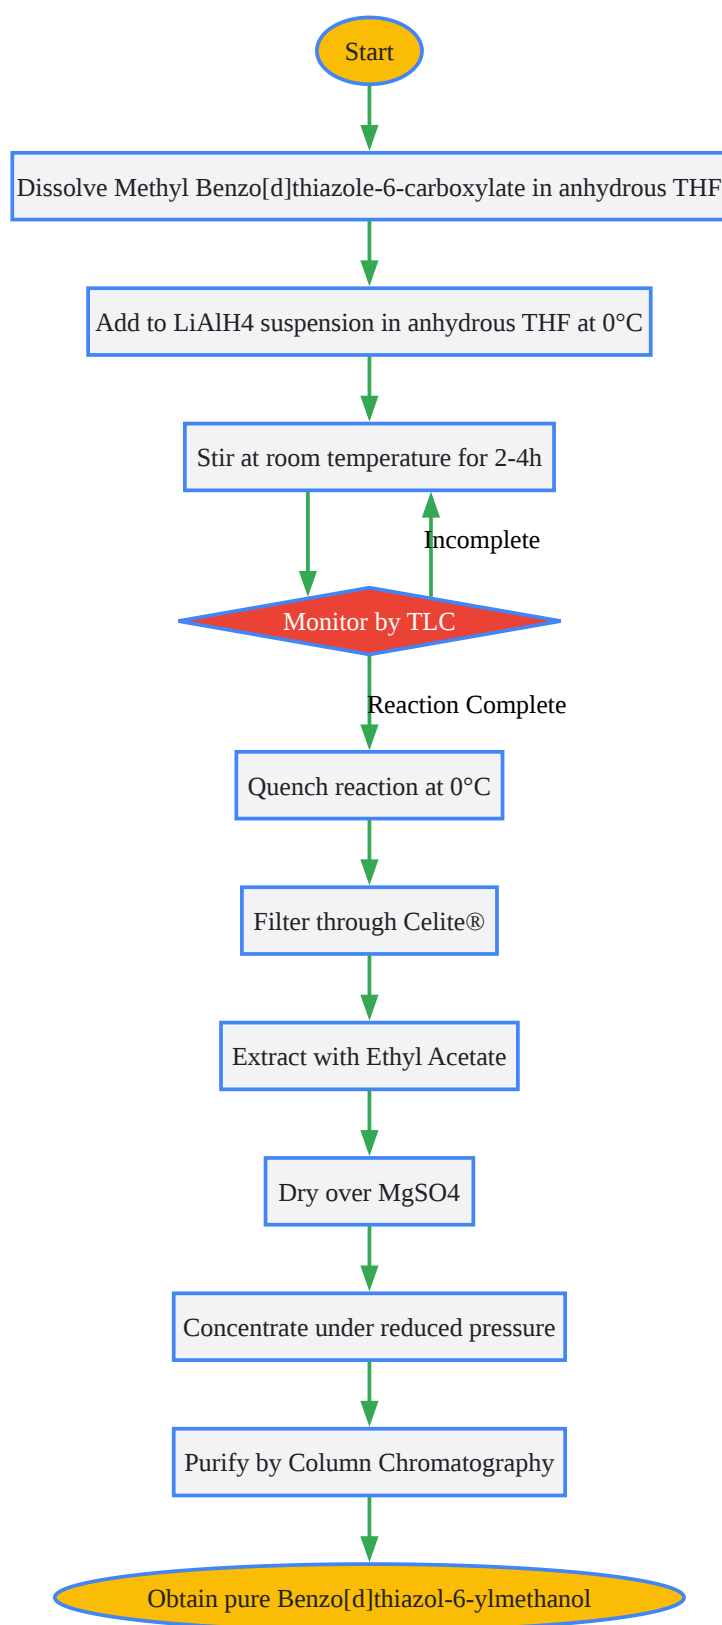 Start
Dissolve Methyl Benzo[d]thiazole-6-carboxylate in anhydrous THF
Add to LiAlH4 suspension in anhydrous THF at 0°C
Stir at room temperature for 2-4h
Incomplete
Monitor by TLC
Reaction Complete
Quench reaction at 0°C
Filter through Celite®
Extract with Ethyl Acetate
Dry over MgSO4
Concentrate under reduced pressure
Purify by Column Chromatography
Obtain pure Benzo[d]thiazol-6-ylmethanol